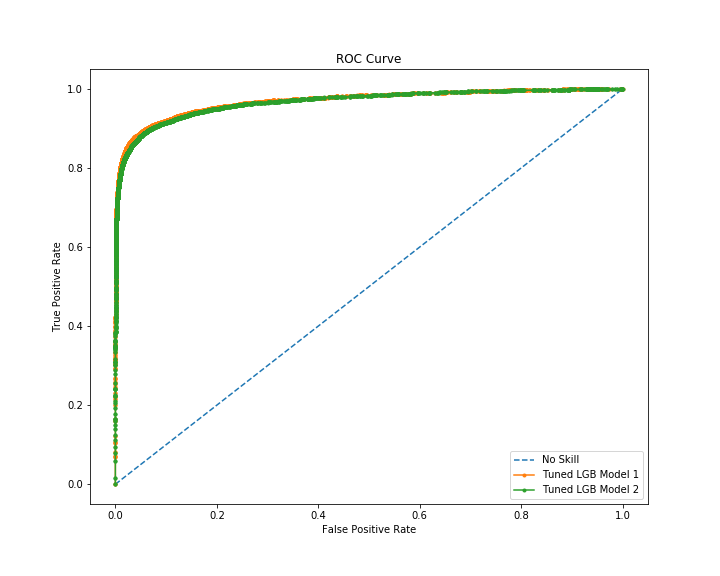 ROC Curve
1.0
0.8
0.6
0.4
0.2
0.0
True Positive Rate
0.0 0.2 0.4 0.6 0.8 1.0
False Positive Rate
No Skill
Tuned LGB Model 1
Tuned LGB Model 2